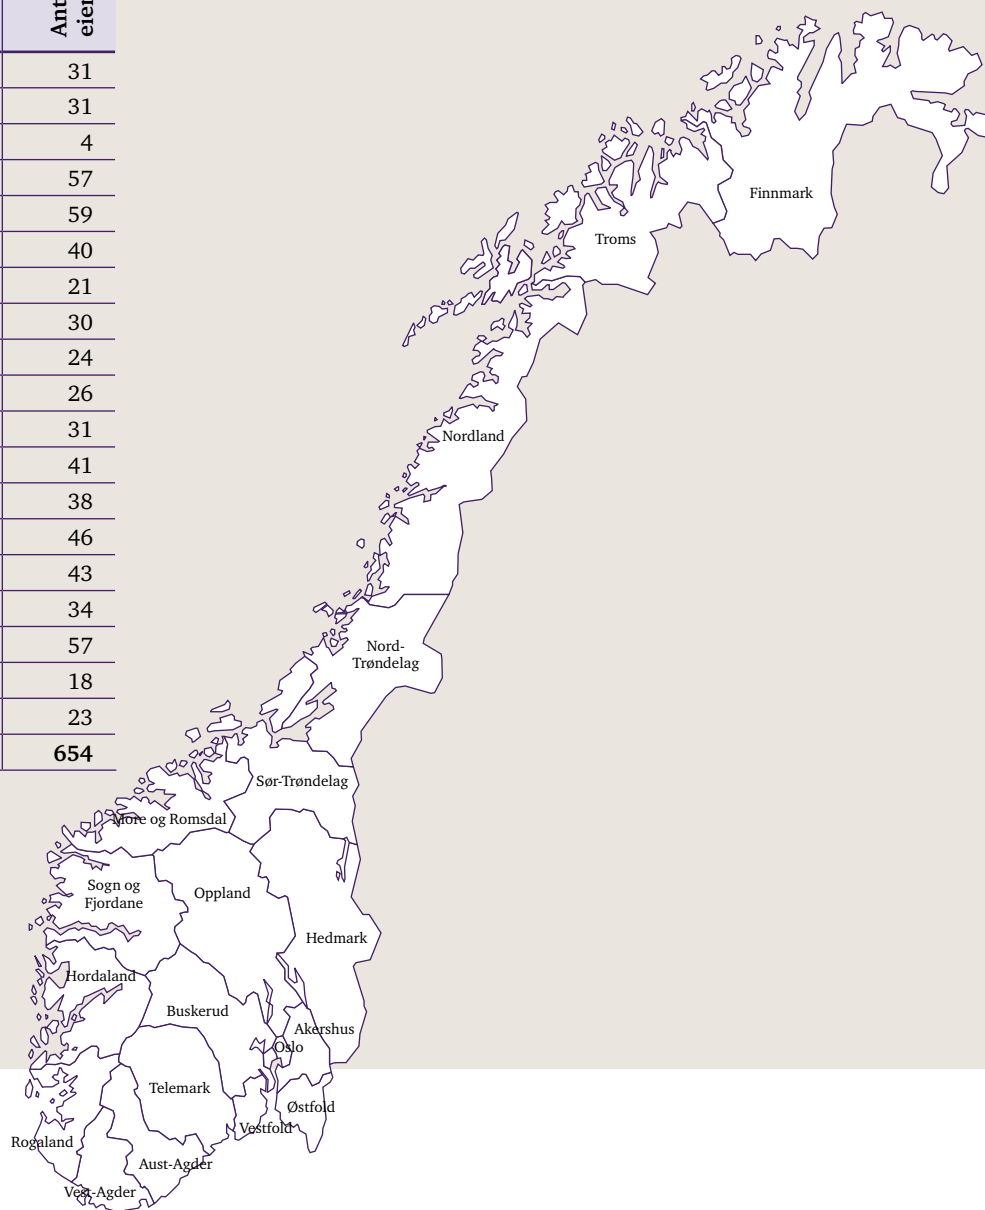 Ant
eier
31
31
4
57
59
40
21
30
24
26
31
41
38
46
43
34
57
18
23
654
Finnmark
Troms
Nordland
Nord-
Trøndelag
Sør-Trøndelag
Møre og Romsdal
Sogn og
Fjordane
Oppland
Hedmark
Hordaland
Buskerud
Akershus
Oslo
Telemark
Østfold
Vestfold
Rogaland
Aust-Agder
Vest-Agder